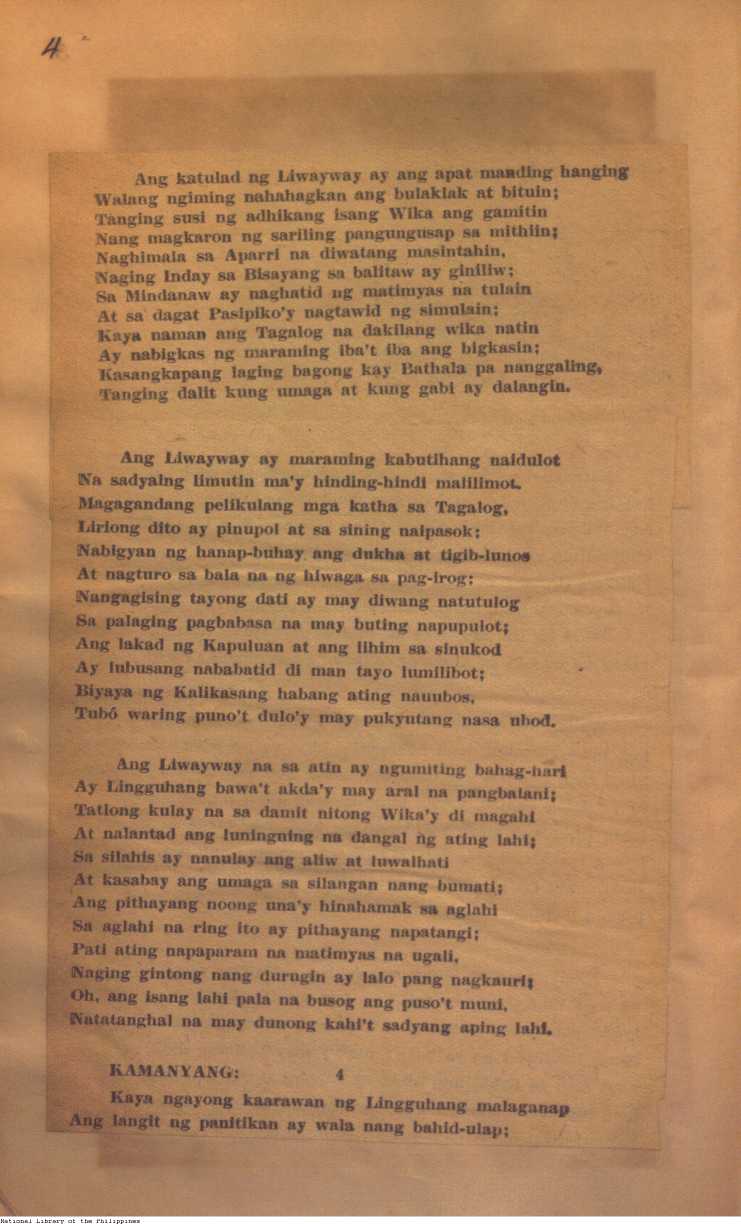 4
Ang katulad ng Liwayway ay ang apat manding hanging
Walang ngiming nahahagkan ang bulaklak at bituin;
Tanging susi ng adhikang isang Wika ang gamitin
Nang magkaron ng sariling pangungusap sa mithiin;
Naghimala sa Aparri na diwatang masintahin,
Naging Inday sa Bisayang sa balitaw ay giniliw;
Sa Mindanaw ay naghatid ng matimyas na tulain
At sa dagat Pasipiko'y nagtawid ng simulain;
Kaya naman ang Tagalog na dakilang wika natin
Ay nabigkas ng maraming iba't iba ang bigkasin;
Kasangkapang laging bagong kay Bathala pa nanggaling,
Tanging dalit kung umaga at kung gabi ay dalangin.
Ang Liwayway ay maraming kabutihang naidulot
Na sadyaing limutin ma'y hinding-hindi malilimot.
Magagandang pelikulang mga katha sa Tagalog,
Liriong dito ay pinupol at sa sining naipasok;
Nabigyan ng hanap-buhay ang dukha at tigib-lunos
At nagturo sa bala na ng hiwaga sa pag-irog;
Nangagising tayong dati ay may diwang natutulog
Sa palaging pagbabasa na may buting napupulot;
Ang lakad ng Kapuluan at ang lihim sa sinukod
Ay lubusang nababatid di man tayo lumilibot;
Biyaya ng Kalikasang habang ating nauubos,
Tubó waring puno't dulo'y may pukyutang nasa ubod.
Ang Liwayway na sa atin ay ngumiting bahag-hari
Ay Lingguhang bawa't akda'y may aral na pangbatani;
Tatlong kulay na sa damit nitong Wika'y di magahi
At nalantad ang luningning na dangal ng ating lahi;
Sa silahis ay nanulay ang aliw at luwalhati
At kasabay ang umaga sa silangan nang bumati;
Ang pithayang noong una'y hinahamak sa aglahi
Sa aglahi na ring ito ay pithayang napatangi;
Pati ating napaparam na matimyas na ugali,
Naging gintong nang durugin ay lalo pang nagkauri;
Oh, ang isang lahi pala na busog ang puso't muni,
Natatanghal na may dunong kahi't sadyang aping lahi.
KAMANYANG: 4
Kaya ngayong kaarawan ng Lingguhang malaganap
Ang langit ng panitikan ay wala nang bahid-ulap;
National Library of the Philippines